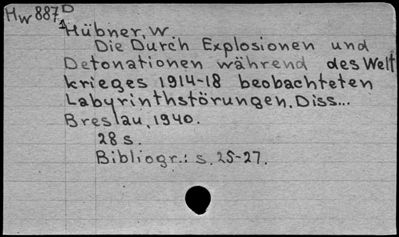 Hw 887 D
1 Hübner, W
Die Durch Explosionen und
Detonationen während des Welt
krieges 1914-18 beobachteten
Labyrinthstörungen. Diss...
Breslau, 1940.
28 s.
Bibliogr.: s. 25-27.